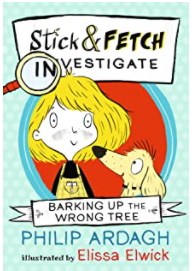 Stick & FETCH
INVESTIGATE
BARKING UP THE
WRONG TREE
PHILIP ARDAGH
illustrated by Elissa Elwick